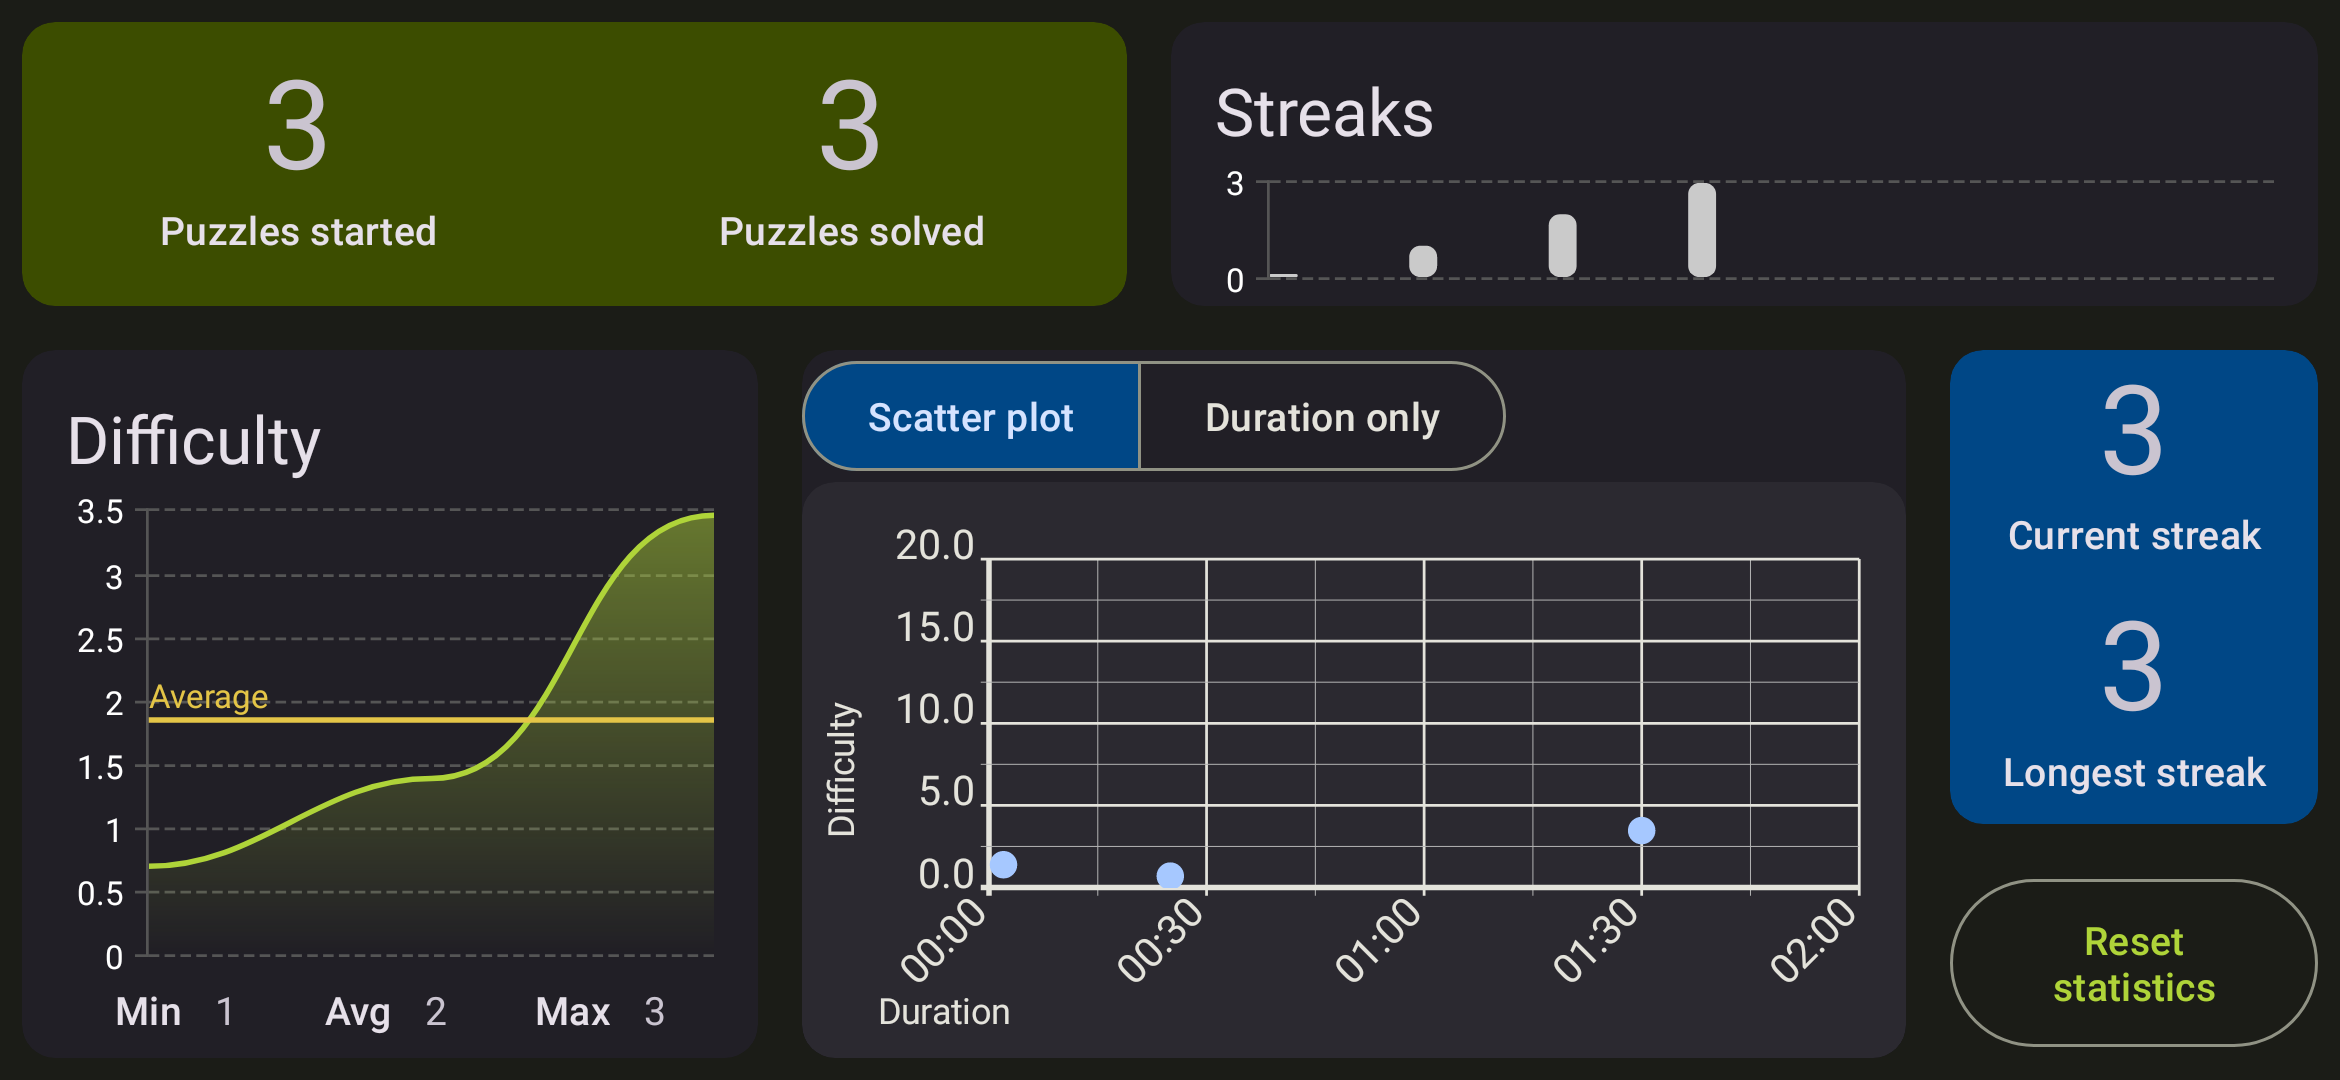 3
Puzzles started
3
Puzzles solved
Streaks
3
0
Difficulty
3.5
3
2.5
2
1.5
1
0.5
0
Average
Min 1 Avg 2 Max 3
Scatter plot
Duration only
20.0
15.0
10.0
5.0
0.0
Difficulty
00:00 00:30 01:00 01:30 02:00
Duration
3
Current streak
3
Longest streak
Reset
statistics